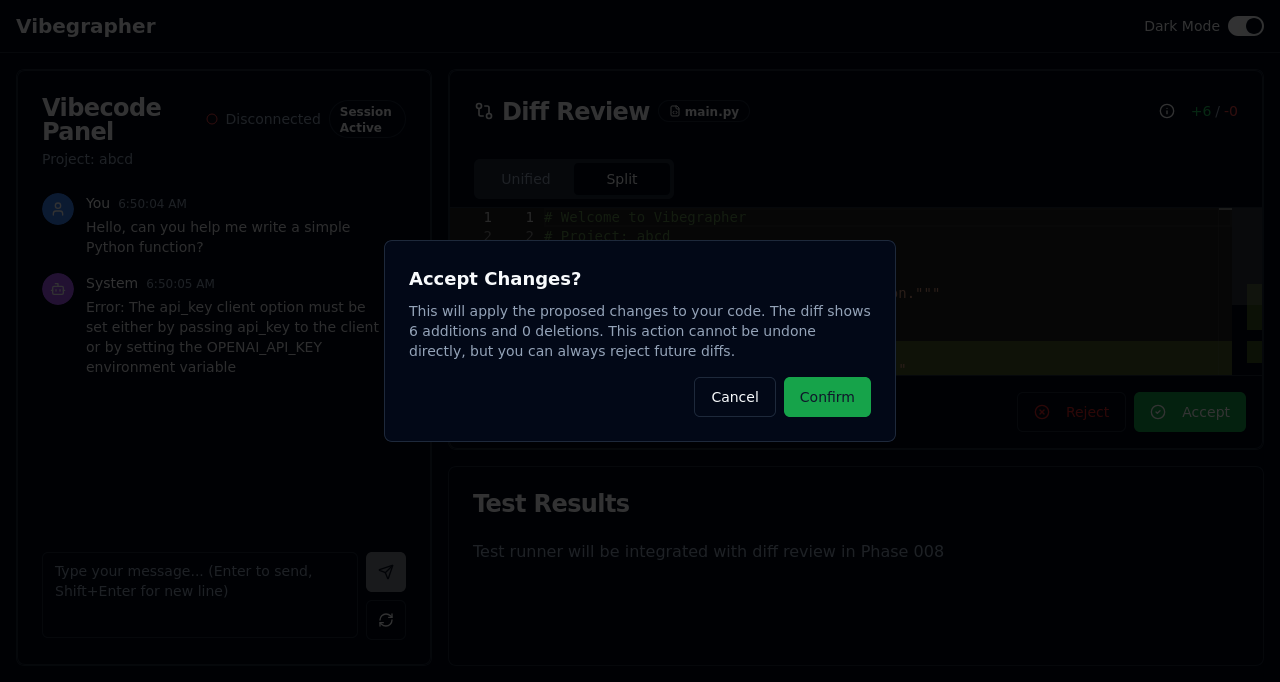 Vibegrapher
Dark Mode
Vibecode
Panel
Disconnected
Session
Active
Project: abcd
You 6:50:04 AM
Hello, can you help me write a simple
Python function?
System 6:50:05 AM
Error: The api_key client option must be
set either by passing api_key to the client
or by setting the OPENAI_API_KEY
environment variable
Type your message... (Enter to send,
Shift+Enter for new line)
Diff Review
main.py
+6 / -0
Unified
Split
1 1 # Welcome to Vibegrapher
2 2 # Project: abcd
on."""
"
Accept Changes?
This will apply the proposed changes to your code. The diff shows
6 additions and 0 deletions. This action cannot be undone
directly, but you can always reject future diffs.
Cancel
Confirm
Reject
Accept
Test Results
Test runner will be integrated with diff review in Phase 008